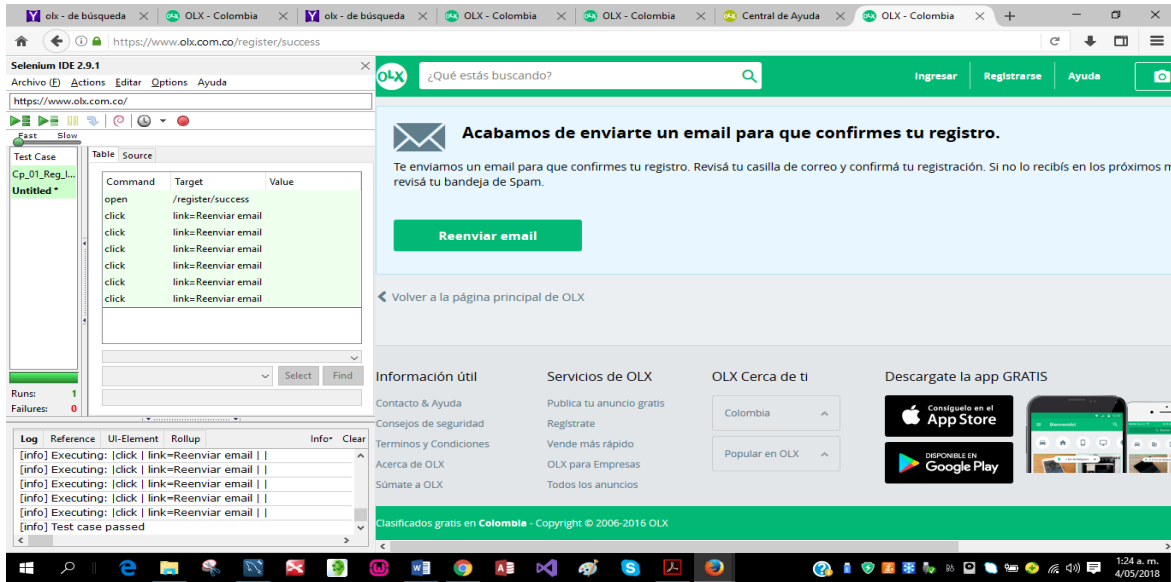 olx - de búsqueda
OLX - Colombia
OLX - Colombia
olx - de búsqueda
OLX - Colombia
OLX - Colombia
Central de Ayuda
OLX - Colombia
https://www.olx.com.co/register/success
Selenium IDE 2.9.1
Archivo (F) Actions Editar Options Ayuda
https://www.olx.com.co/
Fast Slow
Test Case
Cp_01_Reg_I...
Untitled *
Table Source
Command Target Value
open /register/success
click link=Reenviar email
click link=Reenviar email
click link=Reenviar email
click link=Reenviar email
click link=Reenviar email
click link=Reenviar email
Select Find
Runs: 1
Failures: 0
Log Reference UI-Element Rollup Info Clear
[info] Executing: |click | link=Reenviar email | |
[info] Executing: |click | link=Reenviar email | |
[info] Executing: |click | link=Reenviar email | |
[info] Executing: |click | link=Reenviar email | |
[info] Executing: |click | link=Reenviar email | |
[info] Test case passed
OLX
¿Qué estás buscando?
Ingresar Registrarse Ayuda
Acabamos de enviarte un email para que confirmes tu registro.
Te enviamos un email para que confirmes tu registro. Revisá tu casilla de correo y confirmá tu registración. Si no lo recibís en los próximos m
revisá tu bandeja de Spam.
Reenviar email
Volver a la página principal de OLX
Información útil
Contacto & Ayuda
Consejos de seguridad
Terminos y Condiciones
Acerca de OLX
Súmate a OLX
Servicios de OLX
Publica tu anuncio gratis
Regístrate
Vende más rápido
OLX para Empresas
Todos los anuncios
OLX Cerca de ti
Colombia
Popular en OLX
Descargate la app GRATIS
Consíguelo en el
App Store
DISPONIBLE EN
Google Play
Bienvenido!
Clasificados gratis en Colombia - Copyright © 2006-2016 OLX
1:24 a. m.
4/05/2018